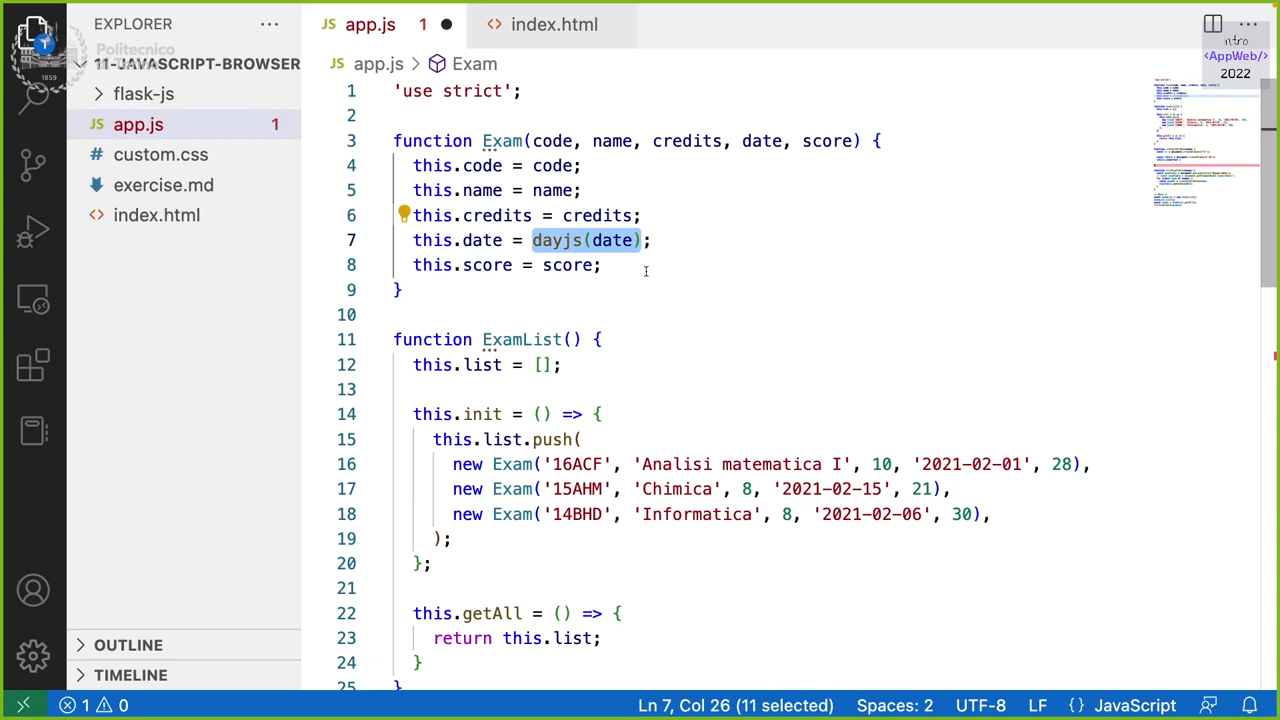 EXPLORER
Politecnico
1859
11-JAVASCRIPT-BROWSER
flask-js
JS app.js 1
# custom.css
exercise.md
<> index.html
OUTLINE
TIMELINE
JS app.js 1
<> index.html
ntro
<AppWeb/>
2022
JS app.js > Exam
1 'use strict';
2
3 function Exam(code, name, credits, date, score) {
4 this.code = code;
5 this.name = name;
6 this.credits = credits;
7 this.date = dayjs(date);
8 this.score = score;
9 }
10
11 function ExamList() {
12 this.list = [];
13
14 this.init = () => {
15 this.list.push(
16 new Exam('16ACF', 'Analisi matematica I', 10, '2021-02-01', 28),
17 new Exam('15AHM', 'Chimica', 8, '2021-02-15', 21),
18 new Exam('14BHD', 'Informatica', 8, '2021-02-06', 30),
19 );
20 };
21
22 this.getAll = () => {
23 return this.list;
24 }
25 }
1 0 Ln 7, Col 26 (11 selected) Spaces: 2 UTF-8 LF {} JavaScript